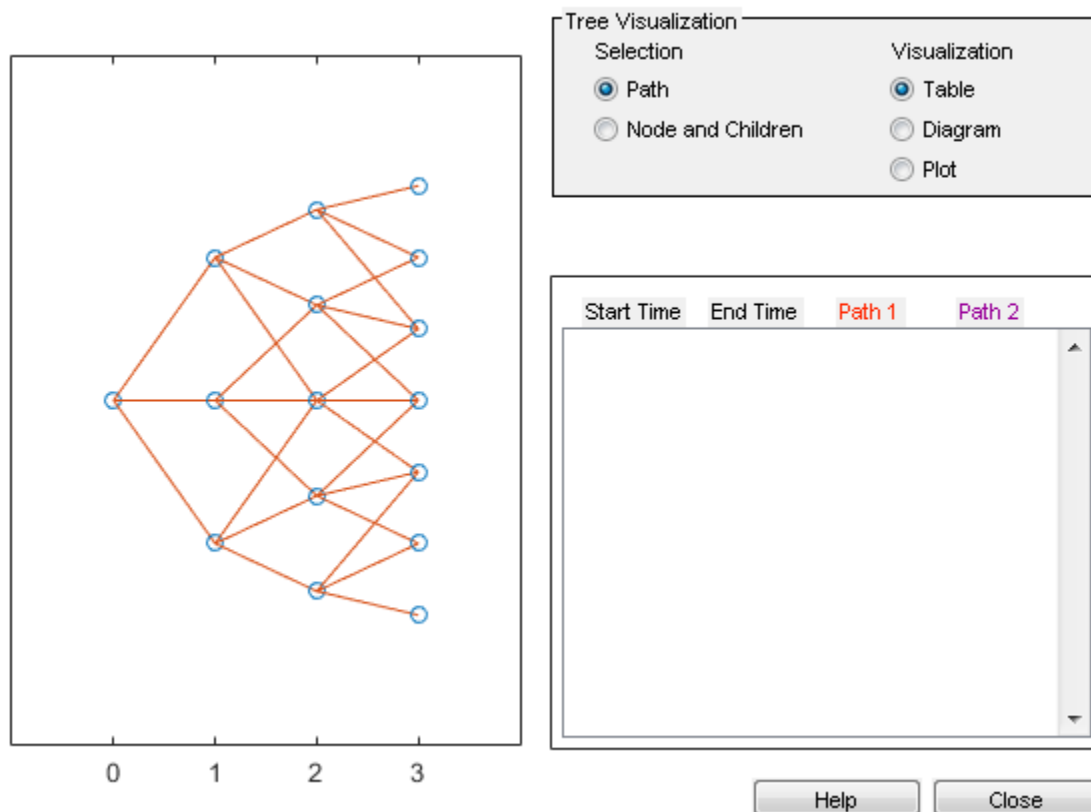 Tree Visualization
Selection
Visualization
Path
Table
Node and Children
Diagram
Plot
Start Time End Time Path 1 Path 2
0 1 2 3
Help
Close